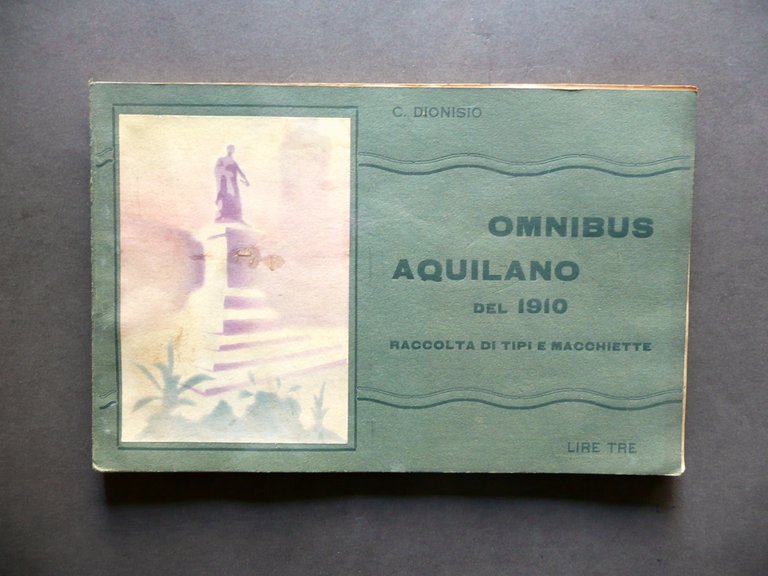 C. DIONISIO
OMNIBUS
AQUILANO
DEL 1910
RACCOLTA DI TIPI E MACCHIETTE
LIRE TRE